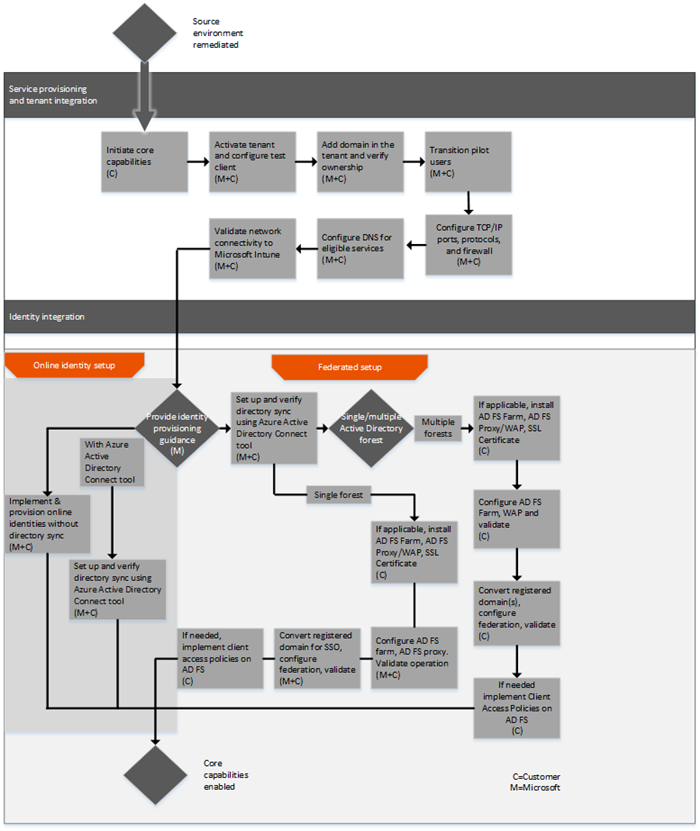 Source
environment
remediated
Service provisioning
and tenant integration
Initiate core
capabilities
(C)
Activate tenant
and configure test
client
(M+C)
Add domain in the
tenant and verify
ownership
(M+C)
Transition pilot
users
(M+C)
Validate network
connectivity to
Microsoft Intune
(M+C)
Configure DNS for
eligible services
(M+C)
Configure TCP/IP
ports, protocols,
and firewall
(M+C)
Identity integration
Online identity setup
Federated setup
Provide identity
provisioning
guidance
(M)
Set up and verify
directory sync
using Azure Active
Directory Connect
tool
(M+C)
Single/multiple
Active Directory
forest
Multiple
forests
If applicable, install
AD FS Farm, AD FS
Proxy/WAP, SSL
Certificate
(C)
With Azure
Active
Directory
Connect tool
Single forest
Implement &
provision online
identities without
directory sync
(M+C)
Configure AD FS
Farm, WAP and
validate
(C)
If applicable, install
AD FS Farm, AD FS
Proxy/WAP, SSL
Certificate
(C)
Set up and verify
directory sync using
Azure Active Directory
Connect tool
(M+C)
Convert registered
domain(s),
configure
federation, validate
(C)
If needed,
implement client
access policies on
AD FS
(C)
Convert registered
domain for SSO,
configure
federation, validate
(M+C)
Configure AD FS
farm, AD FS proxy.
Validate operation
(M+C)
If needed
implement Client
Access Policies on
AD FS
(C)
Core
capabilities
enabled
C=Customer
M=Microsoft